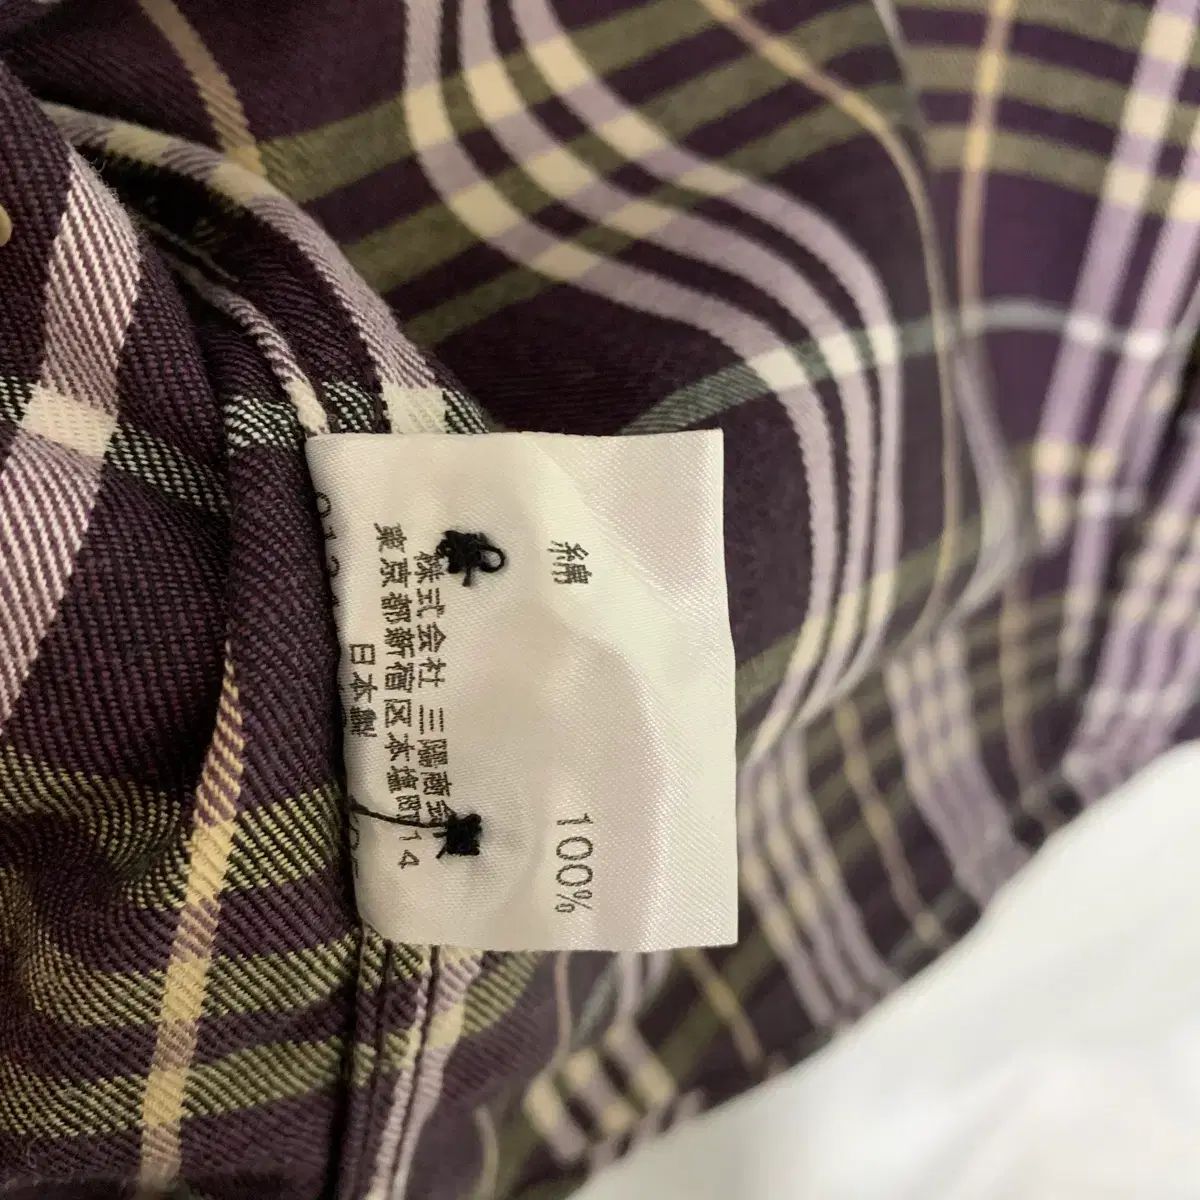 綿 100%
株式会社 三陽商会
東京都新宿区本塩町14
日本製